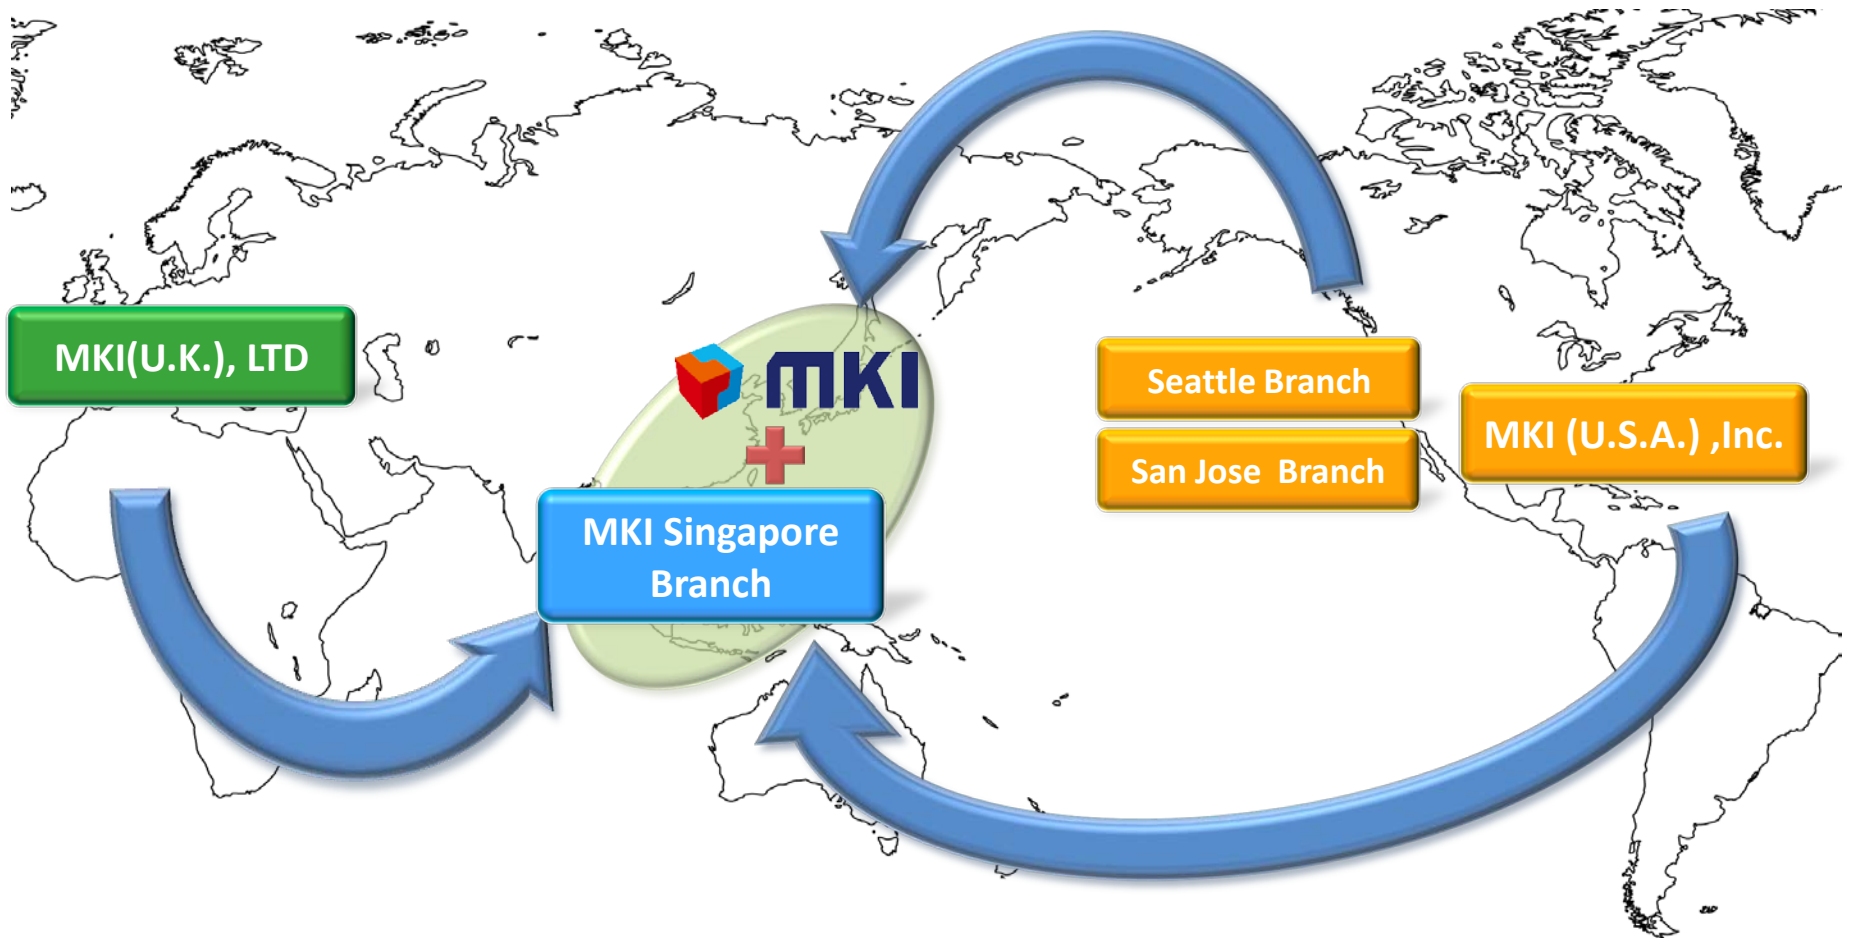 MKI(U.K.), LTD
MKI
MKI Singapore
Branch
Seattle Branch
San Jose  Branch
MKI (U.S.A.) ,Inc.